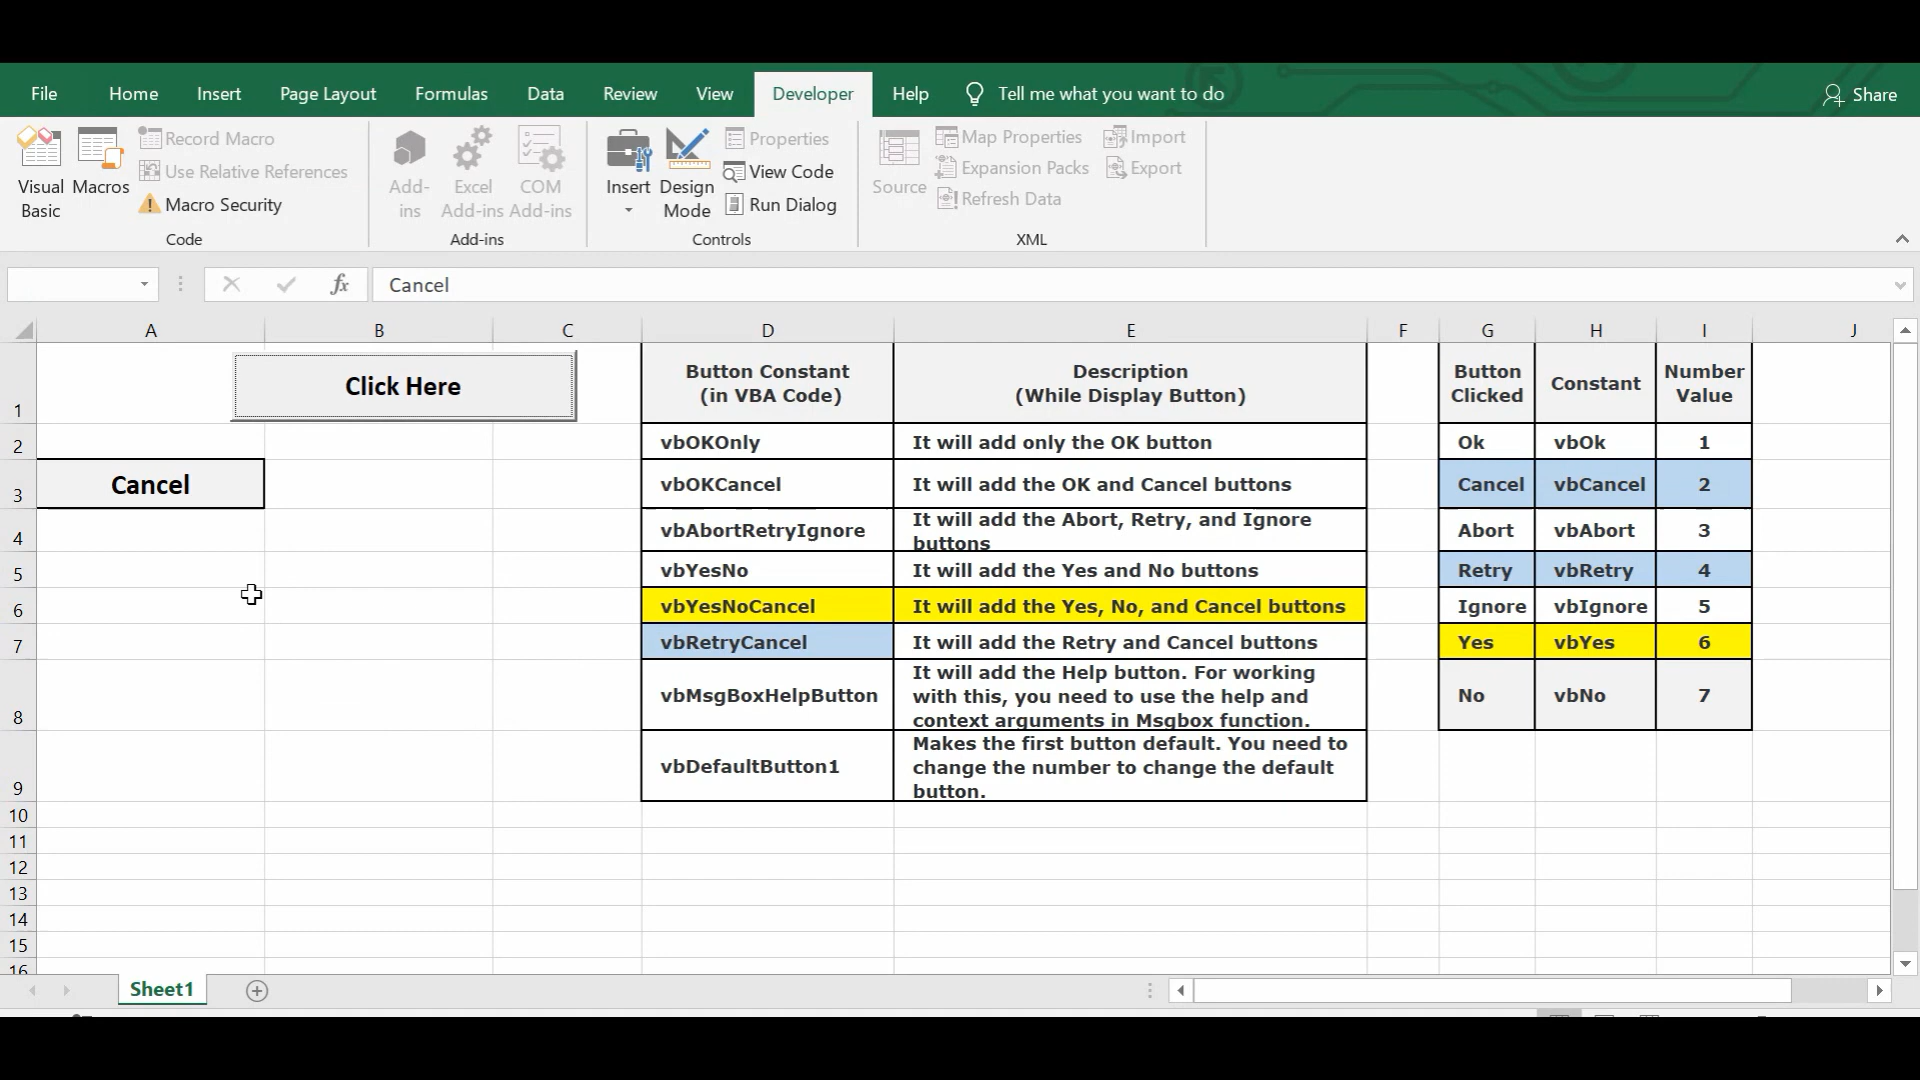 File Home Insert Page Layout Formulas Data Review View Developer Help Tell me what you want to do Share
Visual Basic
Macros
Record Macro
Use Relative References
Macro Security
Code
Add-ins
Excel Add-ins
COM Add-ins
Add-ins
Insert
Design Mode
Properties
View Code
Run Dialog
Controls
Source
Map Properties
Expansion Packs
Refresh Data
Import
Export
XML
fx Cancel
A B C D E F G H I J
1
Click Here
Button Constant
(in VBA Code)
Description
(While Display Button)
Button
Clicked
Constant
Number
Value
2 vbOKOnly It will add only the OK button Ok vbOk 1
3 Cancel vbOKCancel It will add the OK and Cancel buttons Cancel vbCancel 2
4 vbAbortRetryIgnore It will add the Abort, Retry, and Ignore
buttons
Abort vbAbort 3
5 vbYesNo It will add the Yes and No buttons Retry vbRetry 4
6 vbYesNoCancel It will add the Yes, No, and Cancel buttons Ignore vbIgnore 5
7 vbRetryCancel It will add the Retry and Cancel buttons Yes vbYes 6
8 vbMsgBoxHelpButton It will add the Help button. For working
with this, you need to use the help and
context arguments in Msgbox function.
No vbNo 7
9 vbDefaultButton1 Makes the first button default. You need to
change the number to change the default
button.
10
11
12
13
14
15
16
Sheet1